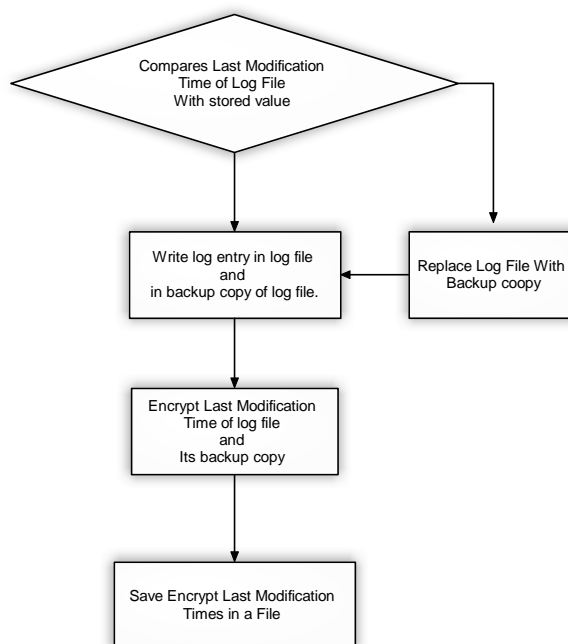 Compares Last Modification
Time of Log File
With stored value
Write log entry in log file
and
in backup copy of log file.
Replace Log File With
Backup coopy
Encrypt Last Modification
Time of log file
and
Its backup copy
Save Encrypt Last Modification
Times in a File